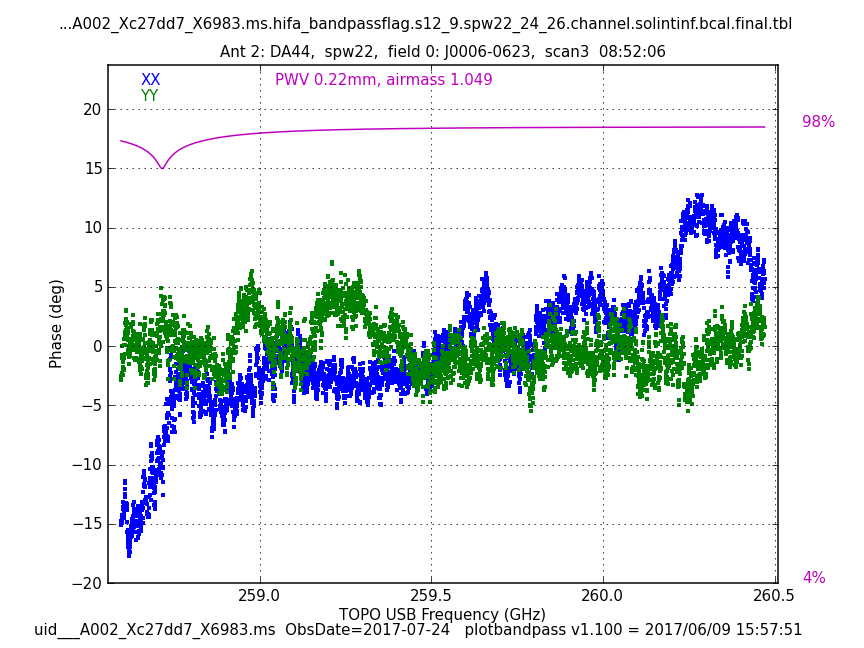 ...A002_Xc27dd7_X6983.ms.hifa_bandpassflag.s12_9.spw22_24_26.channel.solintinf.bcal.final.tbl
Ant 2: DA44,  spw22,  field 0: J0006-0623,  scan3  08:52:06
XX
PWV 0.22mm, airmass 1.049
YY
98%
20
15
10
5
0
−5
−10
−15
−20
Phase (deg)
4%
259.0
259.5
260.0
260.5
TOPO USB Frequency (GHz)
uid___A002_Xc27dd7_X6983.ms  ObsDate=2017-07-24   plotbandpass v1.100 = 2017/06/09 15:57:51